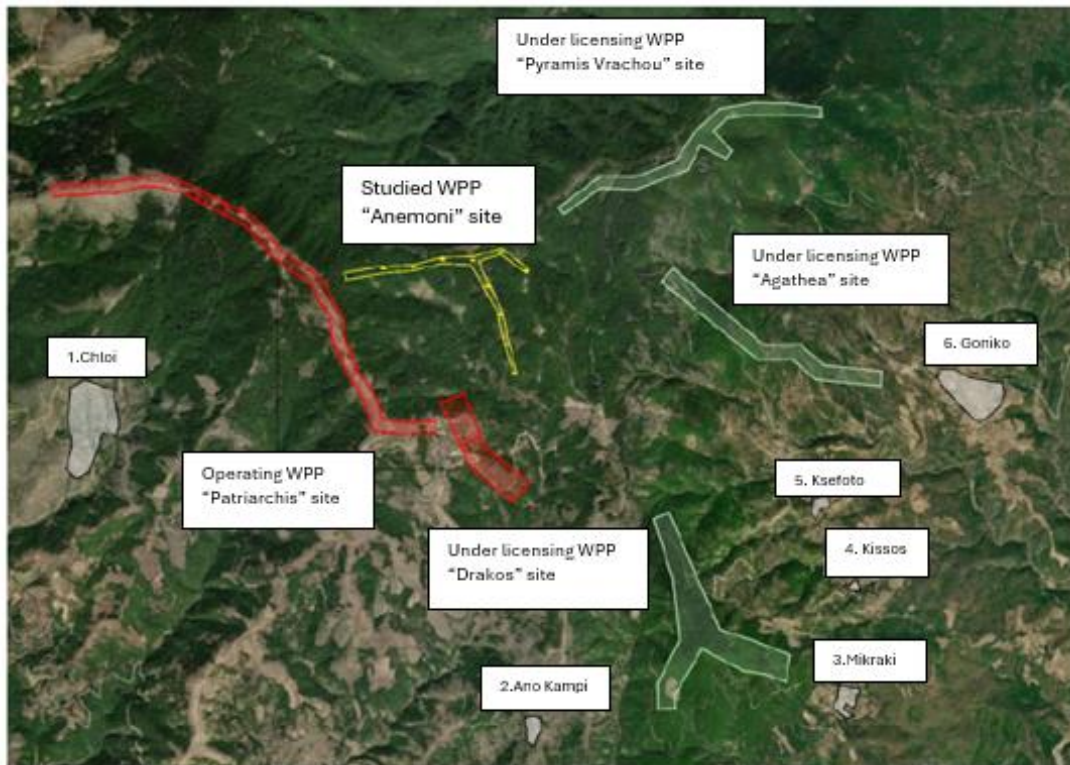 Under licensing WPP
“Pyramis Vrachou” site
Studied WPP
“Anemoni” site
Under licensing WPP
“Agathea” site
1.Chloi
6. Goniko
Operating WPP
“Patriarchis” site
5. Ksefoto
Under licensing WPP
“Drakos” site
4. Kissos
3.Mikraki
2.Ano Kampi